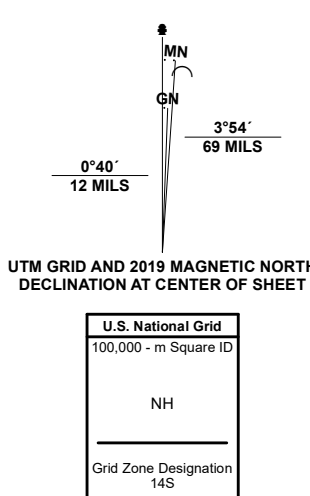 MN
GN
3°54´
69 MILS
0°40´
12 MILS
UTM GRID AND 2019 MAGNETIC NORTH
DECLINATION AT CENTER OF SHEET
U.S. National Grid
100,000 - m Square ID
NH
Grid Zone Designation
14S